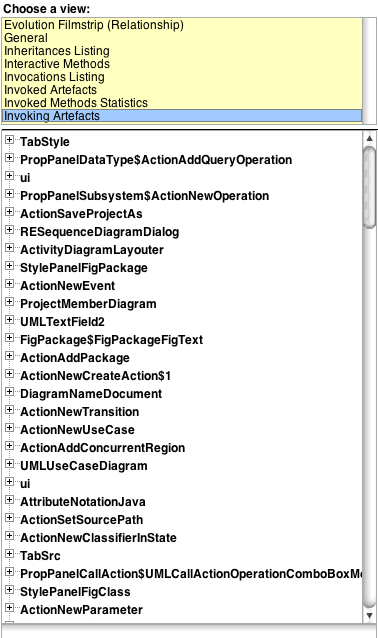 Choose a view:
Evolution Filmstrip (Relationship)
General
Inheritances Listing
Interactive Methods
Invocations Listing
Invoked Artefacts
Invoked Methods Statistics
Invoking Artefacts
TabStyle
PropPanelDataType$ActionAddQueryOperation
ui
PropPanelSubsystem$ActionNewOperation
ActionSaveProjectAs
RESequenceDiagramDialog
ActivityDiagramLayouter
StylePanelFigPackage
ActionNewEvent
ProjectMemberDiagram
UMLTextField2
FigPackage$FigPackageFigText
ActionAddPackage
ActionNewCreateAction$1
DiagramNameDocument
ActionNewTransition
ActionNewUseCase
ActionAddConcurrentRegion
UMLUseCaseDiagram
ui
AttributeNotationJava
ActionSetSourcePath
ActionNewClassifierInState
TabSrc
PropPanelCallAction$UMLCallActionOperationComboBoxMo
StylePanelFigClass
ActionNewParameter